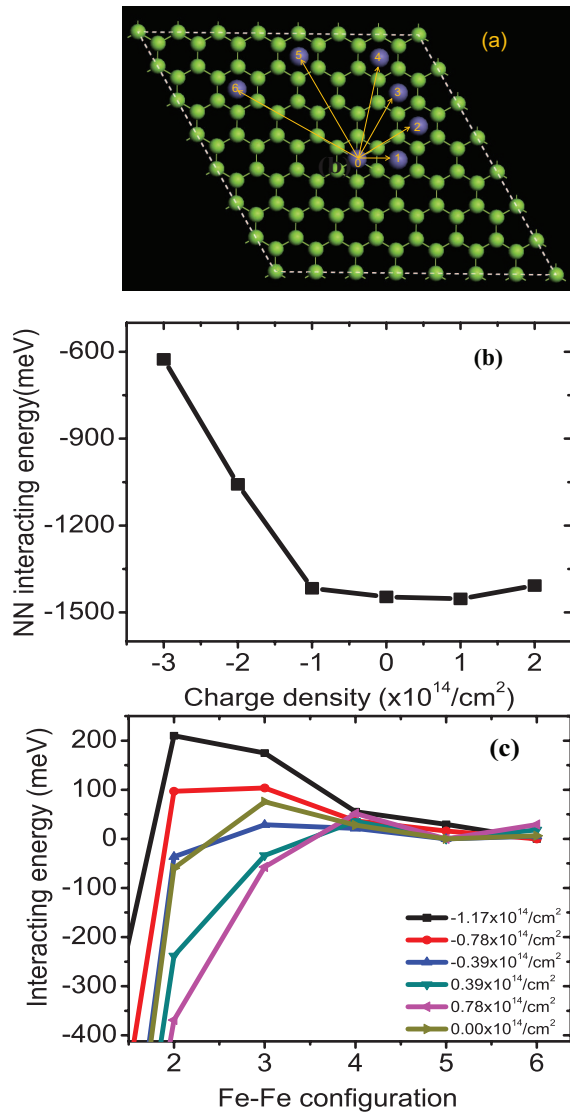 (a)
5
4
6
3
2
(b)
0
1
NN interacting energy(meV)
(b)
-600
-900
-1200
-1500
-3 -2 -1 0 1 2
Charge density (x10¹⁴/cm²)
Interacting energy (meV)
(c)
200
100
0
-100
-200
-300
-400
-1.17x10¹⁴/cm²
-0.78x10¹⁴/cm²
-0.39x10¹⁴/cm²
0.39x10¹⁴/cm²
0.78x10¹⁴/cm²
0.00x10¹⁴/cm²
2 3 4 5 6
Fe-Fe configuration